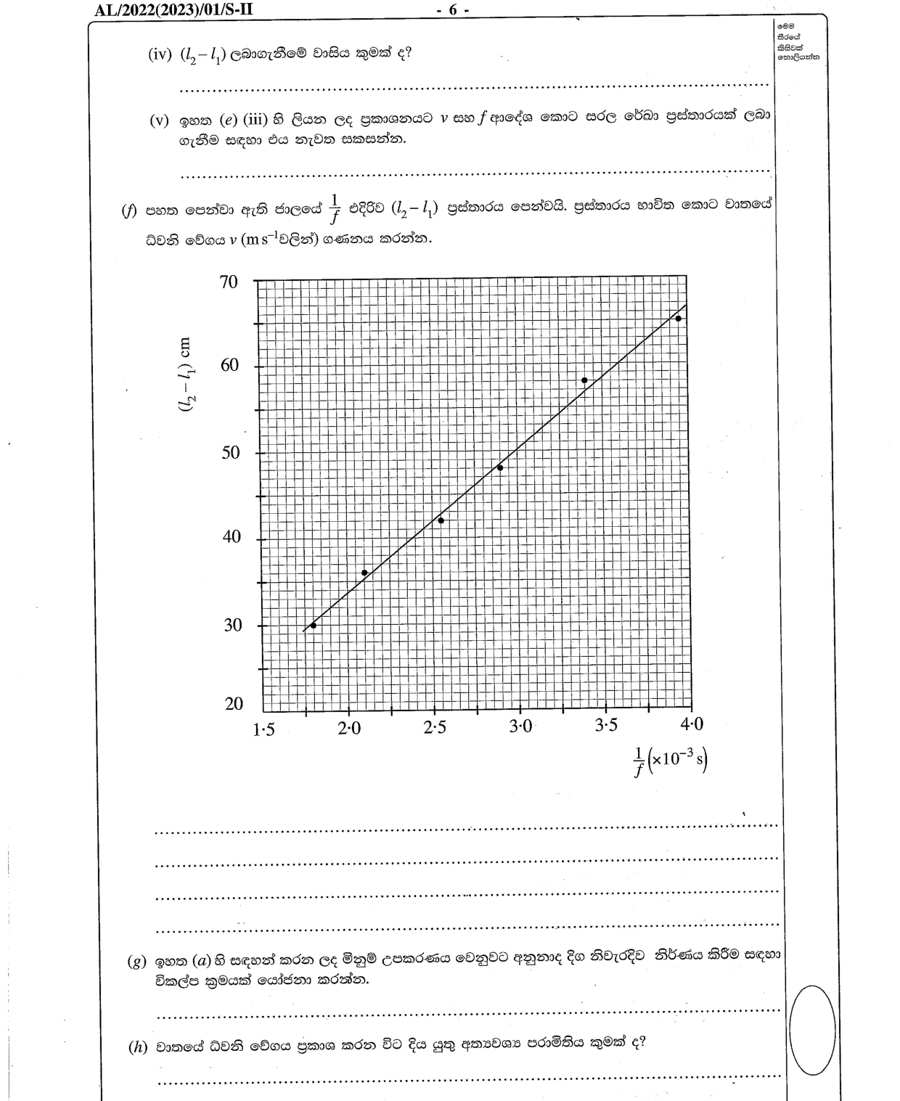 AL/2022(2023)/01/S-II
- 6 -
මෙම
තීරයේ
කිසිවක්
නොලියන්න
(iv) (l₂ – l₁) ලබාගැනීමේ වාසිය කුමක් ද?
(v) ඉහත (e) (iii) හි ලියන ලද ප්‍රකාශනයට v සහ f ආදේශ කොට සරල රේඛා ප්‍රස්තාරයක් ලබා
ගැනීම සඳහා එය නැවත සකසන්න.
(f) පහත පෙන්වා ඇති ජාලයේ 1/f එදිරිව (l₂ – l₁) ප්‍රස්තාරය පෙන්වයි. ප්‍රස්තාරය භාවිත කොට වාතයේ
ධ්වනි වේගය v (m s⁻¹වලින්) ගණනය කරන්න.
70
60
50
40
30
20
(l₂ – l₁) cm
1·5 2·0 2·5 3·0 3·5 4·0
1/f (×10⁻³ s)
(g) ඉහත (a) හි සඳහන් කරන ලද මිනුම් උපකරණය වෙනුවට අනුනාද දිග නිවැරදිව නිර්ණය කිරීම සඳහා
විකල්ප ක්‍රමයක් යෝජනා කරන්න.
(h) වාතයේ ධ්වනි වේගය ප්‍රකාශ කරන විට දිය යුතු අත්‍යවශ්‍ය පරාමිතිය කුමක් ද?